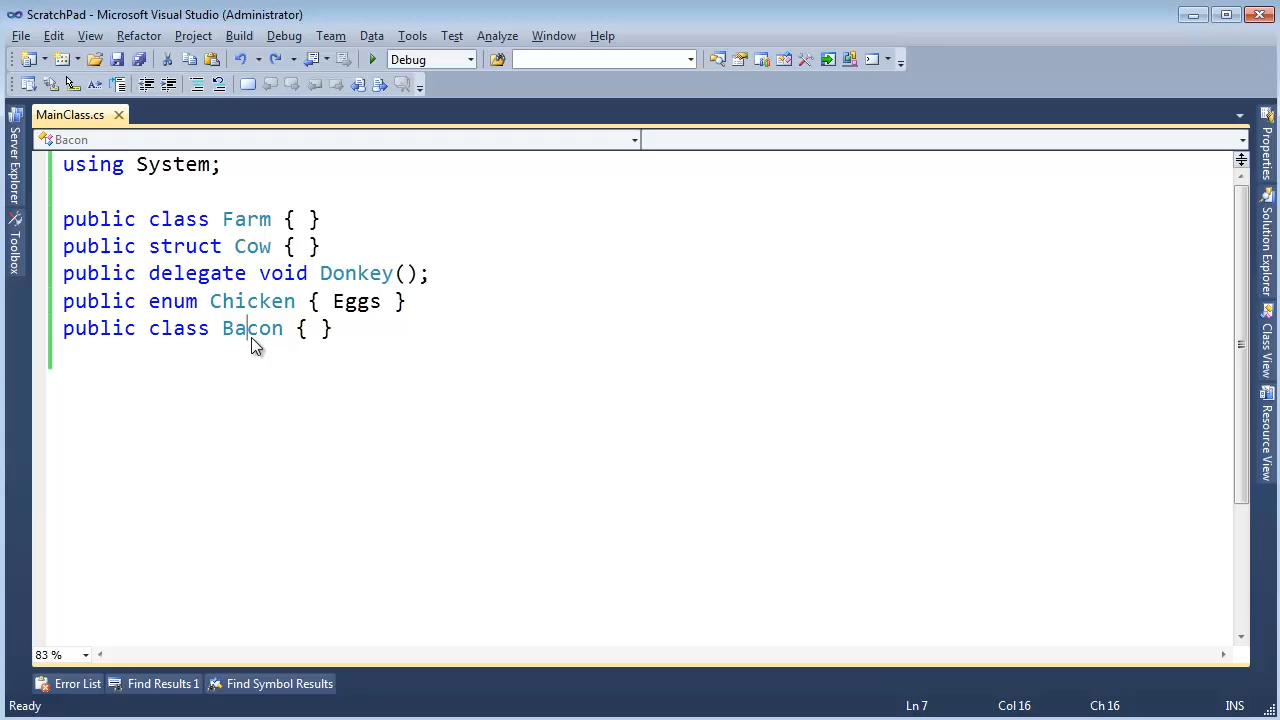 ScratchPad - Microsoft Visual Studio (Administrator)
File Edit View Refactor Project Build Debug Team Data Tools Test Analyze Window Help
Debug
MainClass.cs
Bacon
using System;
public class Farm { }
public struct Cow { }
public delegate void Donkey();
public enum Chicken { Eggs }
public class Bacon { }
Server Explorer
Toolbox
Properties
Solution Explorer
Class View
Resource View
83 %
Error List Find Results 1 Find Symbol Results
Ready Ln 7 Col 16 Ch 16 INS